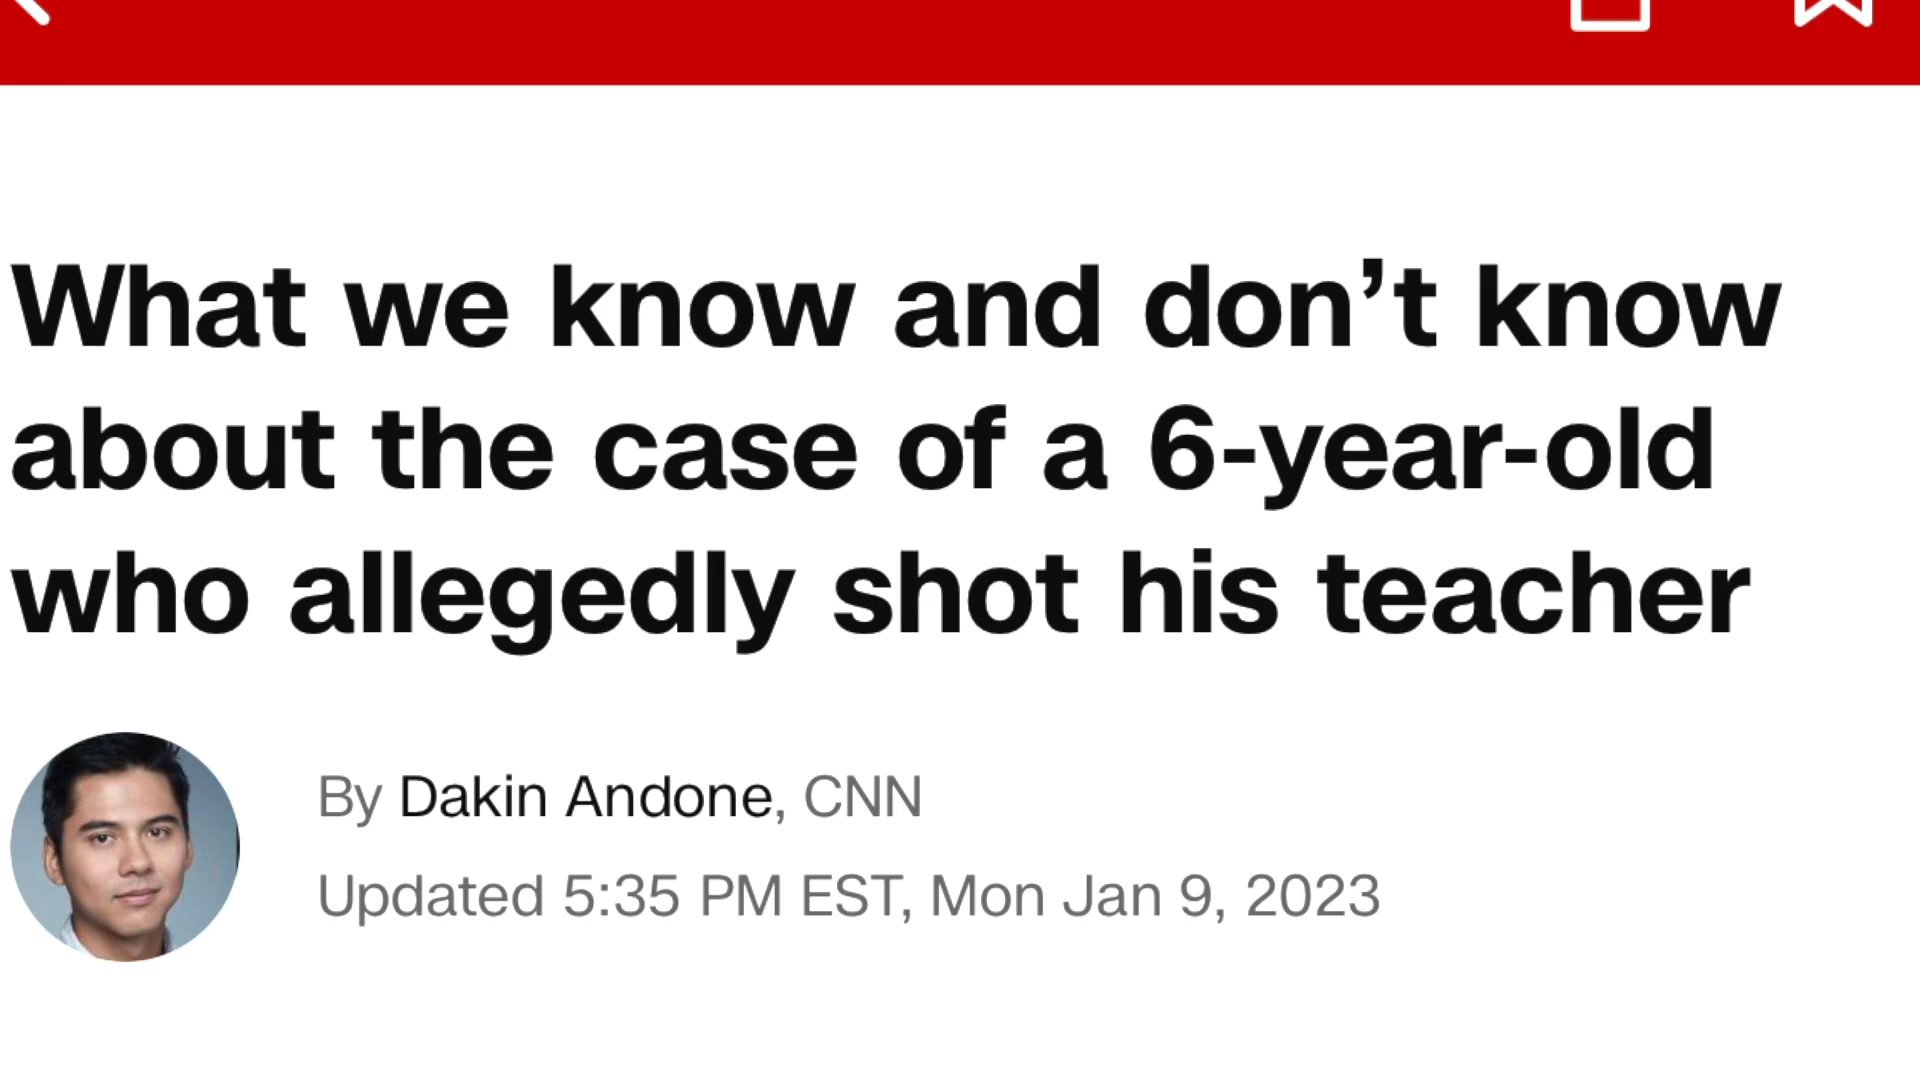 What we know and don’t know
about the case of a 6-year-old
who allegedly shot his teacher
By Dakin Andone, CNN
Updated 5:35 PM EST, Mon Jan 9, 2023